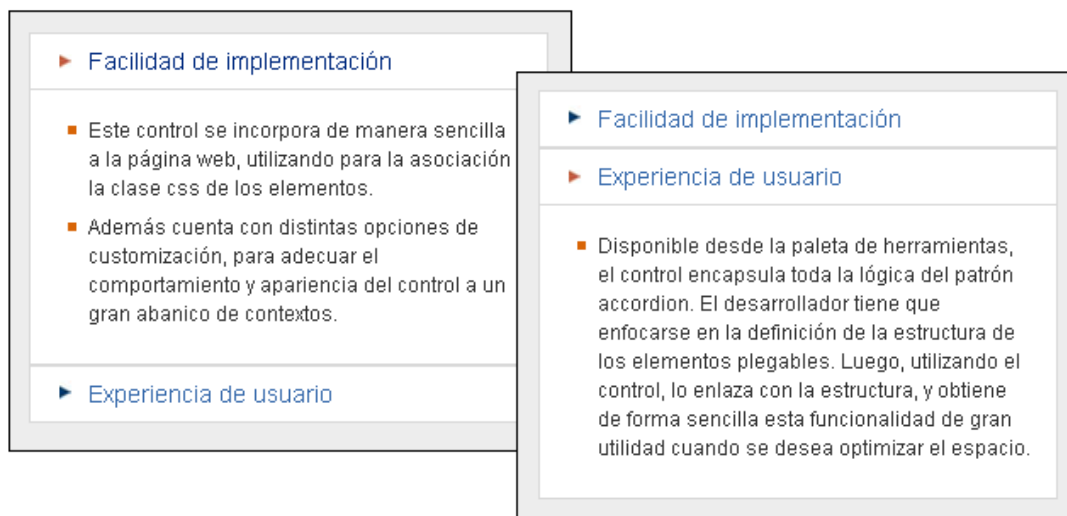 Facilidad de implementación
Este control se incorpora de manera sencilla
a la página web, utilizando para la asociación
la clase css de los elementos.
Además cuenta con distintas opciones de
customización, para adecuar el
comportamiento y apariencia del control a un
gran abanico de contextos.
Experiencia de usuario
Facilidad de implementación
Experiencia de usuario
Disponible desde la paleta de herramientas,
el control encapsula toda la lógica del patrón
accordion. El desarrollador tiene que
enfocarse en la definición de la estructura de
los elementos plegables. Luego, utilizando el
control, lo enlaza con la estructura, y obtiene
de forma sencilla esta funcionalidad de gran
utilidad cuando se desea optimizar el espacio.